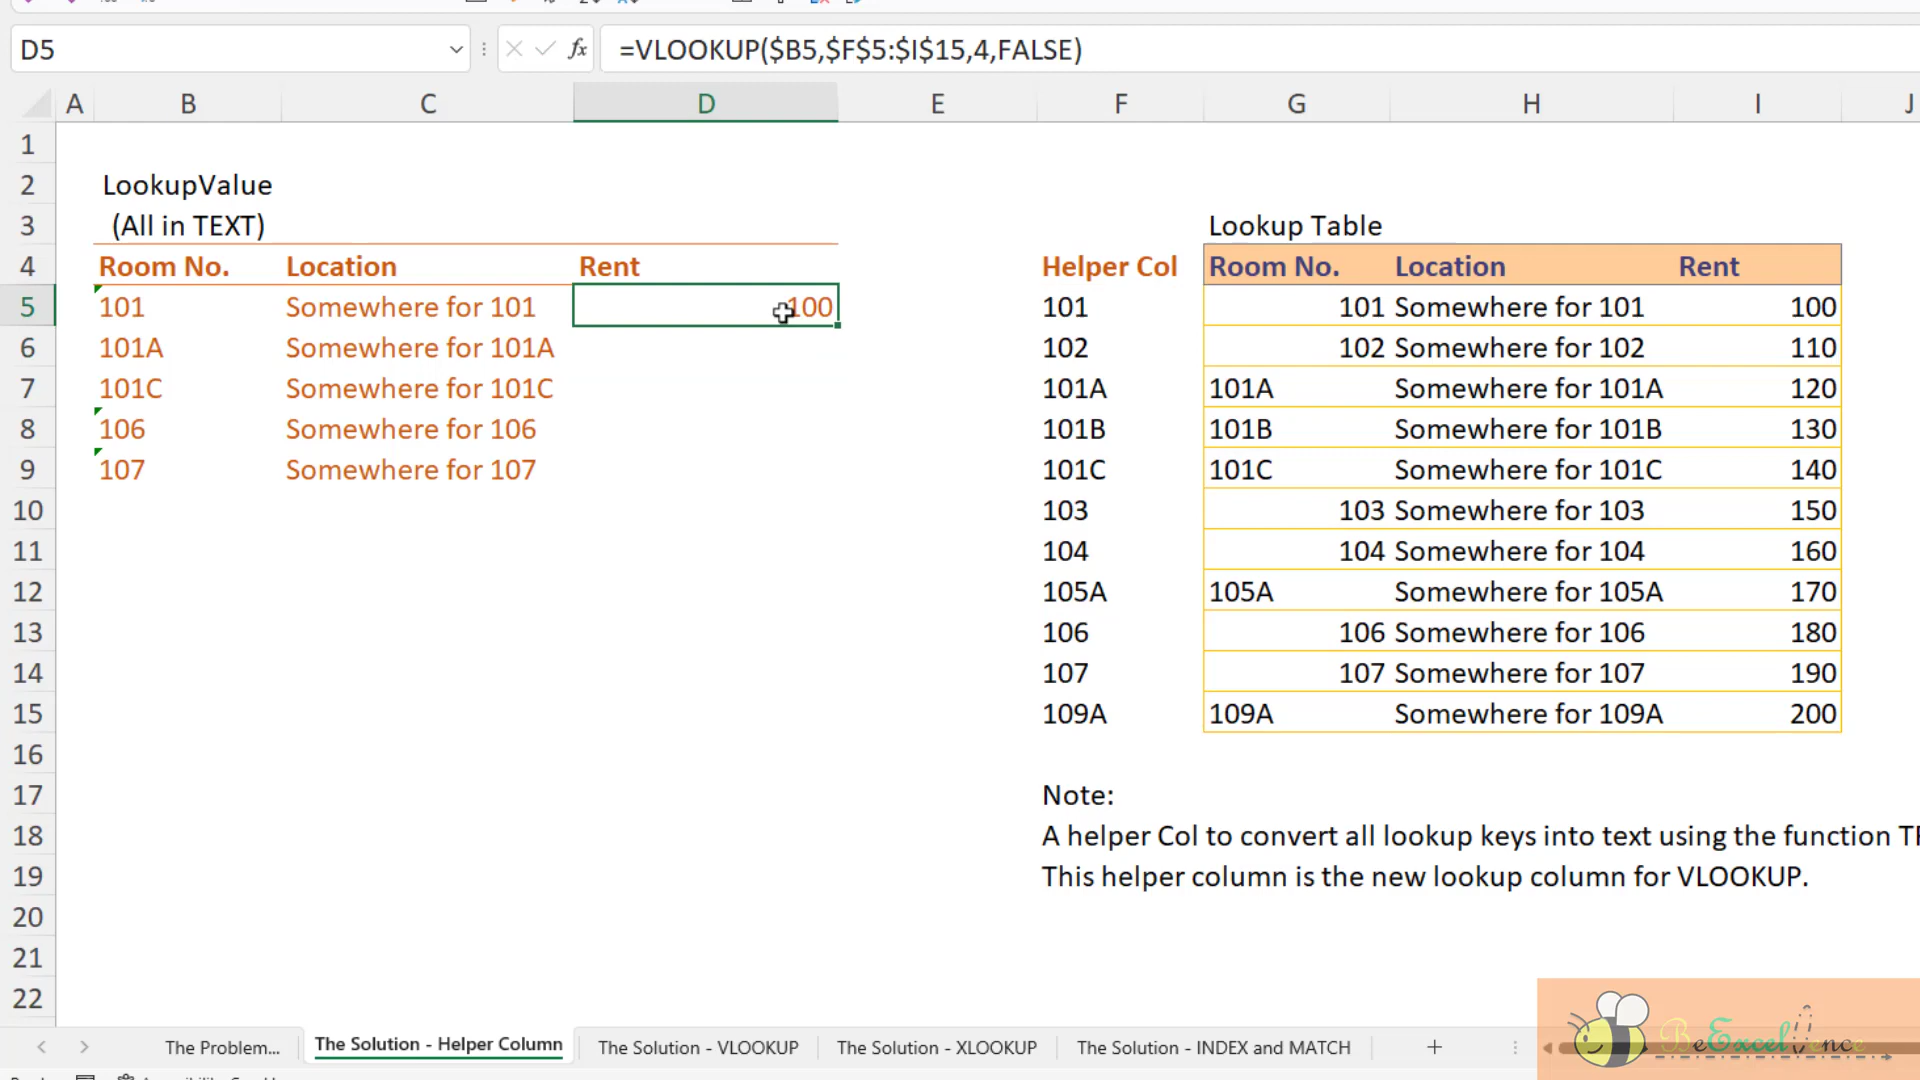 D5 fx =VLOOKUP($B5,$F$5:$I$15,4,FALSE)
A B C D E F G H I J
1
2 LookupValue
3 (All in TEXT) Lookup Table
4 Room No. Location Rent Helper Col Room No. Location Rent
5 101 Somewhere for 101 100 101 101 Somewhere for 101 100
6 101A Somewhere for 101A 102 102 Somewhere for 102 110
7 101C Somewhere for 101C 101A 101A Somewhere for 101A 120
8 106 Somewhere for 106 101B 101B Somewhere for 101B 130
9 107 Somewhere for 107 101C 101C Somewhere for 101C 140
10 103 103 Somewhere for 103 150
11 104 104 Somewhere for 104 160
12 105A 105A Somewhere for 105A 170
13 106 106 Somewhere for 106 180
14 107 107 Somewhere for 107 190
15 109A 109A Somewhere for 109A 200
16
17 Note:
18 A helper Col to convert all lookup keys into text using the function
19 This helper column is the new lookup column for VLOOKUP.
20
21
22
The Problem... The Solution - Helper Column The Solution - VLOOKUP The Solution - XLOOKUP The Solution - INDEX and MATCH
BeExcellence